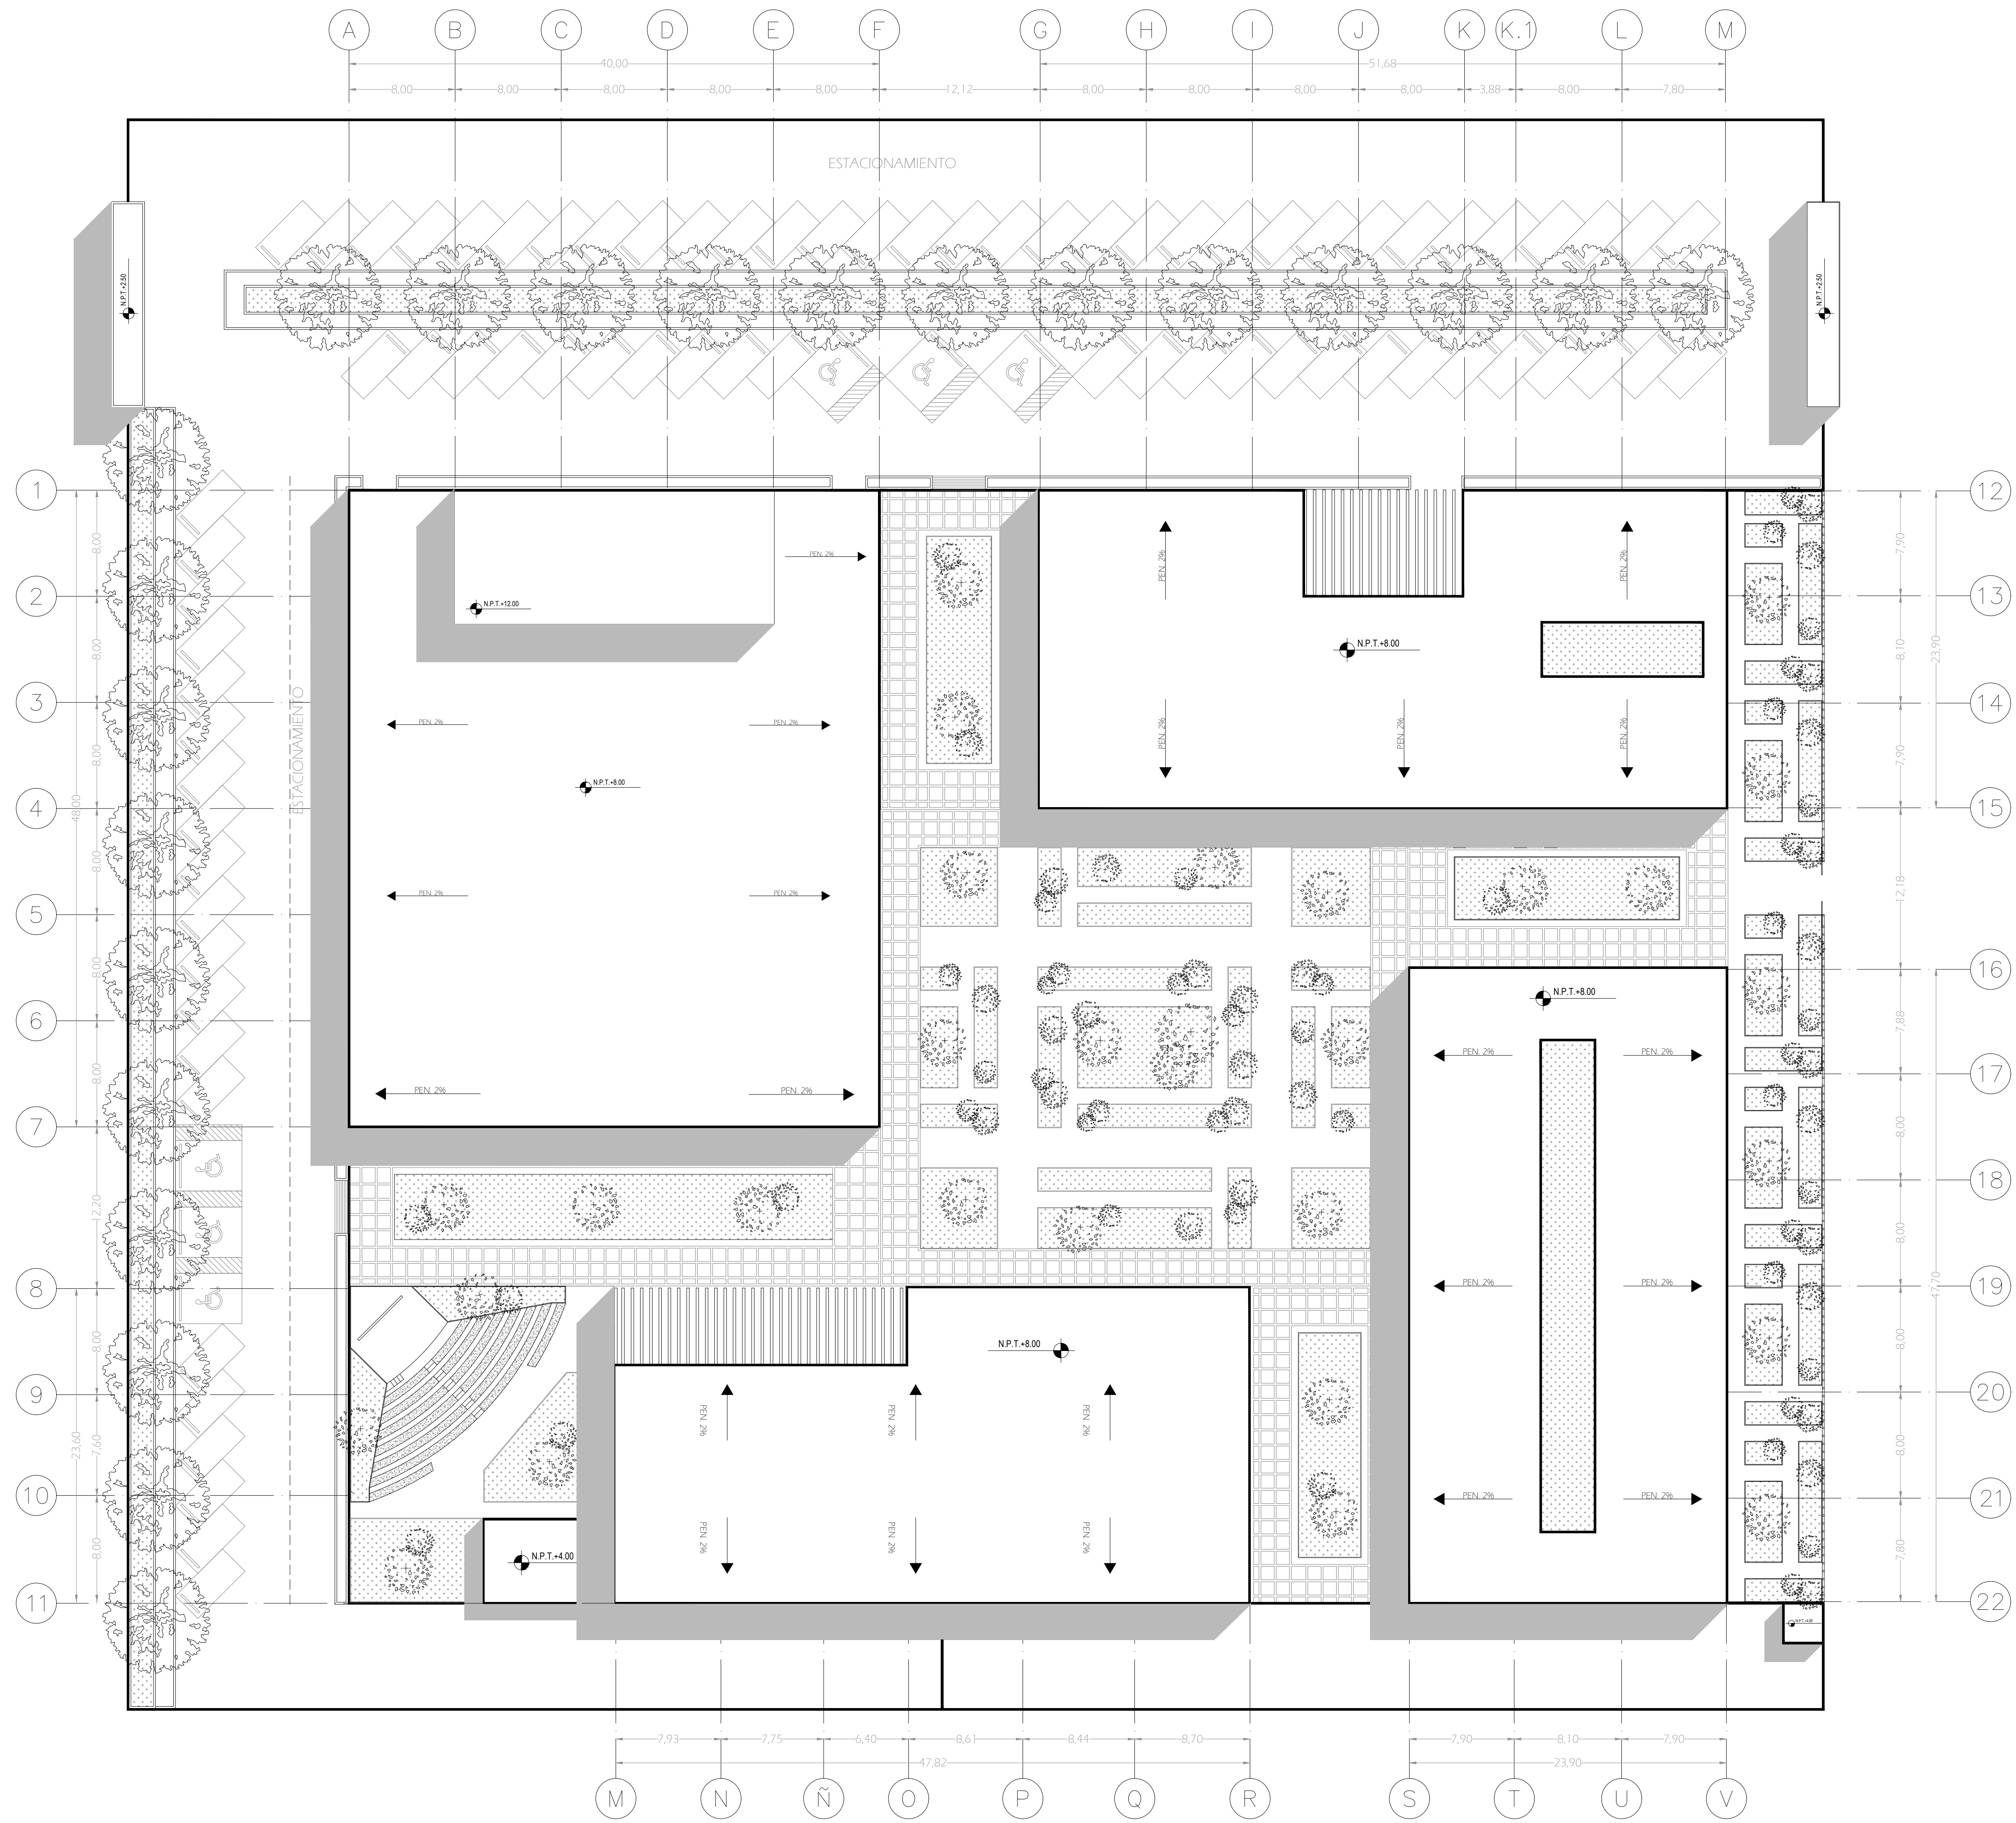 A B C D E F G H I J K K.1 L M
40,00 51,68
8,00 8,00 8,00 8,00 8,00 12,12 8,00 8,00 8,00 8,00 3,88 8,00 7,80
ESTACIONAMIENTO
N.P.T.+2.50
N.P.T.+2.50
1
12
8,00
7,90
PEN. 2%
PEN. 2%
PEN. 2%
2
N.P.T.+12.00
13
N.P.T.+8.00
8,00
8,10
23,90
3
14
ESTACIONAMIENTO
PEN. 2%
PEN. 2%
PEN. 2%
PEN. 2%
PEN. 2%
8,00
7,90
N.P.T.+8.00
48,00
4
15
8,00
12,18
PEN. 2%
PEN. 2%
5
8,00
16
N.P.T.+8.00
6
7,88
PEN. 2%
PEN. 2%
8,00
17
PEN. 2%
PEN. 2%
7
8,00
18
12,20
8,00
8
19
PEN. 2%
PEN. 2%
47,70
8,00
N.P.T.+8.00
8,00
9
20
PEN. 2%
PEN. 2%
PEN. 2%
23,60
7,60
8,00
10
21
PEN. 2%
PEN. 2%
PEN. 2%
PEN. 2%
PEN. 2%
8,00
7,80
N.P.T.+4.00
11
22
7,93 7,75 6,40 8,61 8,44 8,70 7,90 8,10 7,90
47,82 23,90
M N Ñ O P Q R S T U V